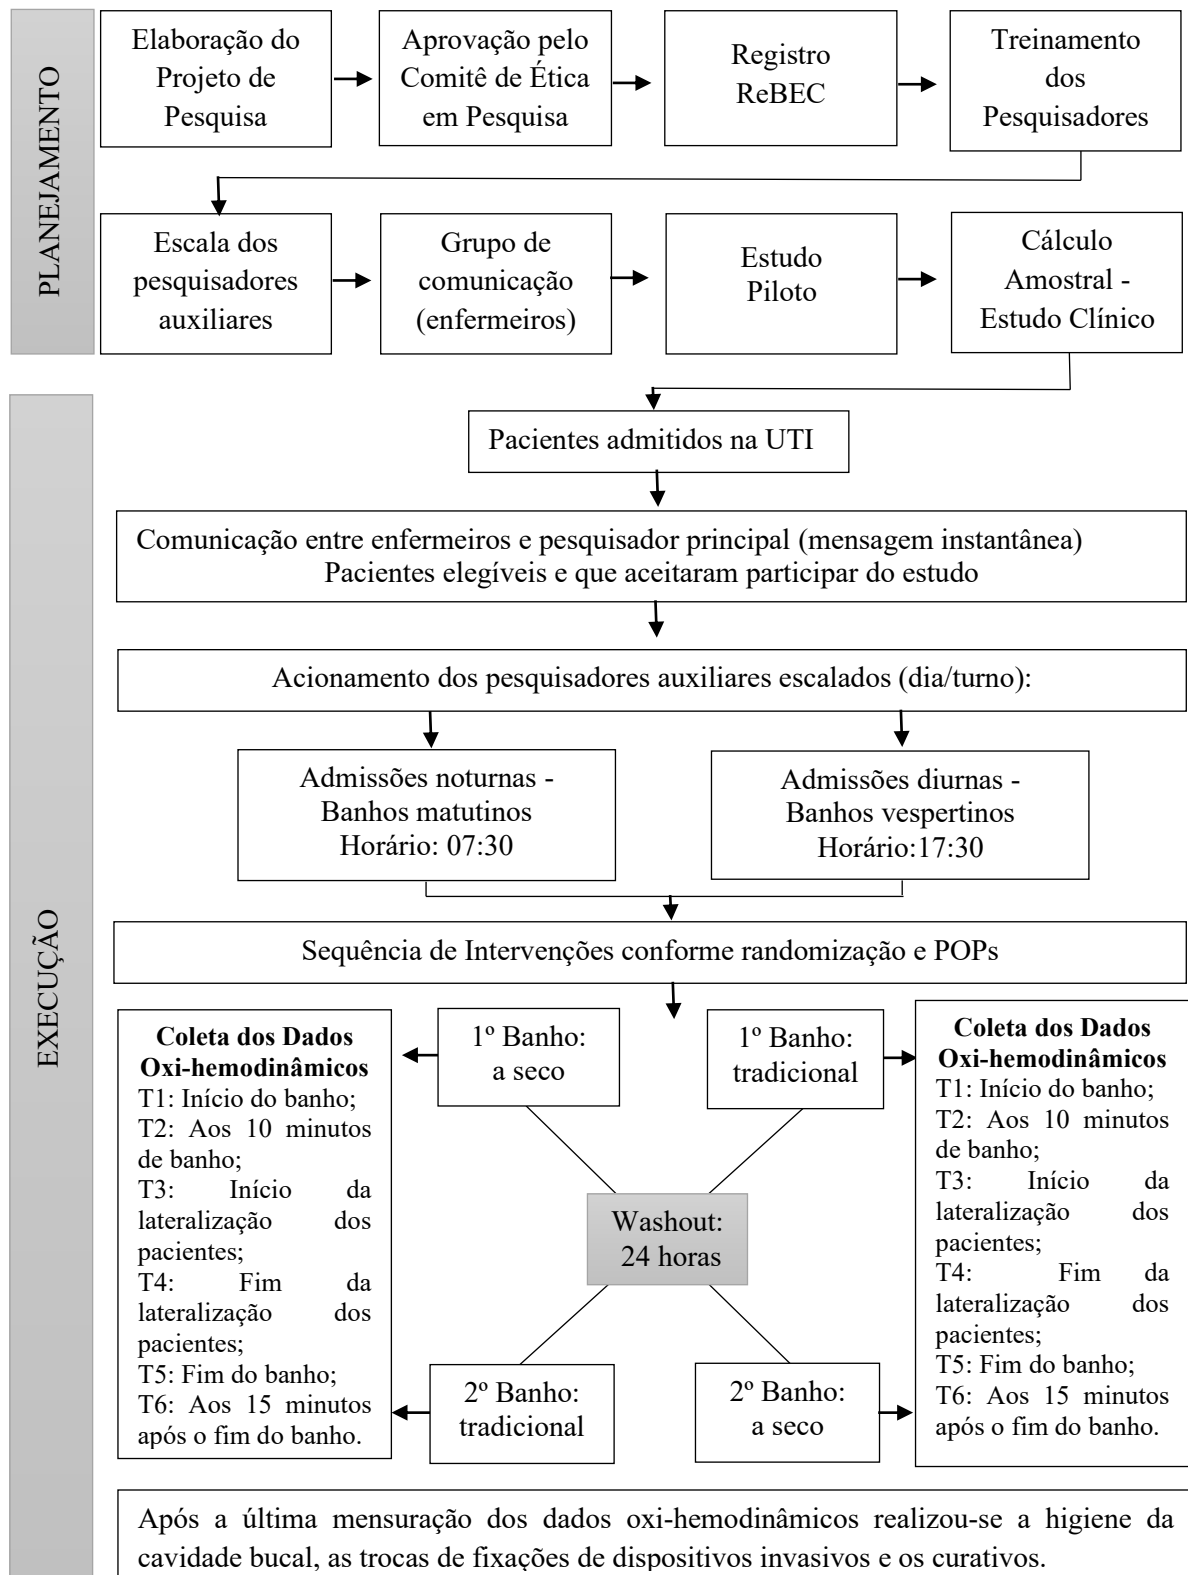 PLANEJAMENTO
Elaboração do
Projeto de
Pesquisa
Aprovação pelo
Comitê de Ética
em Pesquisa
Registro
ReBEC
Treinamento
dos
Pesquisadores
Escala dos
pesquisadores
auxiliares
Grupo de
comunicação
(enfermeiros)
Estudo
Piloto
Cálculo
Amostral -
Estudo Clínico
EXECUÇÃO
Pacientes admitidos na UTI
Comunicação entre enfermeiros e pesquisador principal (mensagem instantânea)
Pacientes elegíveis e que aceitaram participar do estudo
Acionamento dos pesquisadores auxiliares escalados (dia/turno):
Admissões noturnas -
Banhos matutinos
Horário: 07:30
Admissões diurnas -
Banhos vespertinos
Horário:17:30
Sequência de Intervenções conforme randomização e POPs
Coleta dos Dados
Oxi-hemodinâmicos
T1: Início do banho;
T2: Aos 10 minutos
de banho;
T3: Início da
lateralização dos
pacientes;
T4: Fim da
lateralização dos
pacientes;
T5: Fim do banho;
T6: Aos 15 minutos
após o fim do banho.
1º Banho:
a seco
1º Banho:
tradicional
Washout:
24 horas
2º Banho:
tradicional
2º Banho:
a seco
Coleta dos Dados
Oxi-hemodinâmicos
T1: Início do banho;
T2: Aos 10 minutos
de banho;
T3: Início da
lateralização dos
pacientes;
T4: Fim da
lateralização dos
pacientes;
T5: Fim do banho;
T6: Aos 15 minutos
após o fim do banho.
Após a última mensuração dos dados oxi-hemodinâmicos realizou-se a higiene da
cavidade bucal, as trocas de fixações de dispositivos invasivos e os curativos.